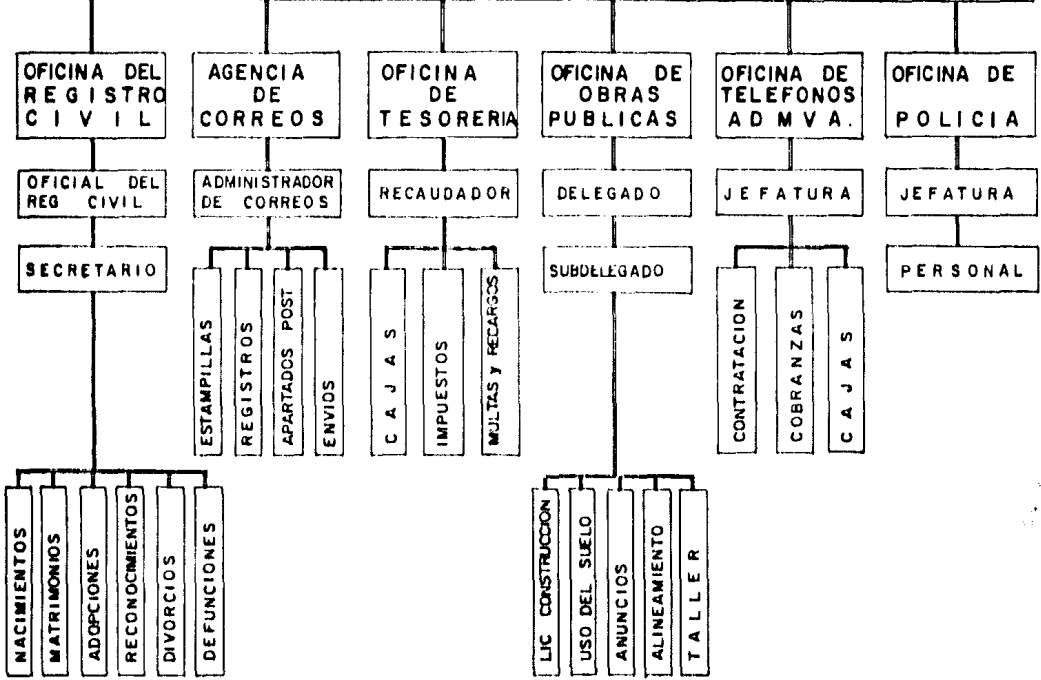 OFICINA DEL
REGISTRO
CIVIL
AGENCIA
DE
CORREOS
OFICINA
DE
TESORERIA
OFICINA DE
OBRAS
PUBLICAS
OFICINA DE
TELEFONOS
ADMVA.
OFICINA DE
POLICIA
OFICIAL DEL
REG CIVIL
ADMINISTRADOR
DE CORREOS
RECAUDADOR
DELEGADO
JEFATURA
JEFATURA
SECRETARIO
SUBDELEGADO
PERSONAL
ESTAMPILLAS
REGISTROS
APARTADOS POST
ENVIOS
CAJAS
IMPUESTOS
MULTAS y RECARGOS
CONTRATACION
COBRANZAS
CAJAS
NACIMIENTOS
MATRIMONIOS
ADOPCIONES
RECONOCIMIENTOS
DIVORCIOS
DEFUNCIONES
LIC CONSTRUCCION
USO DEL SUELO
ANUNCIOS
ALINEAMIENTO
TALLER